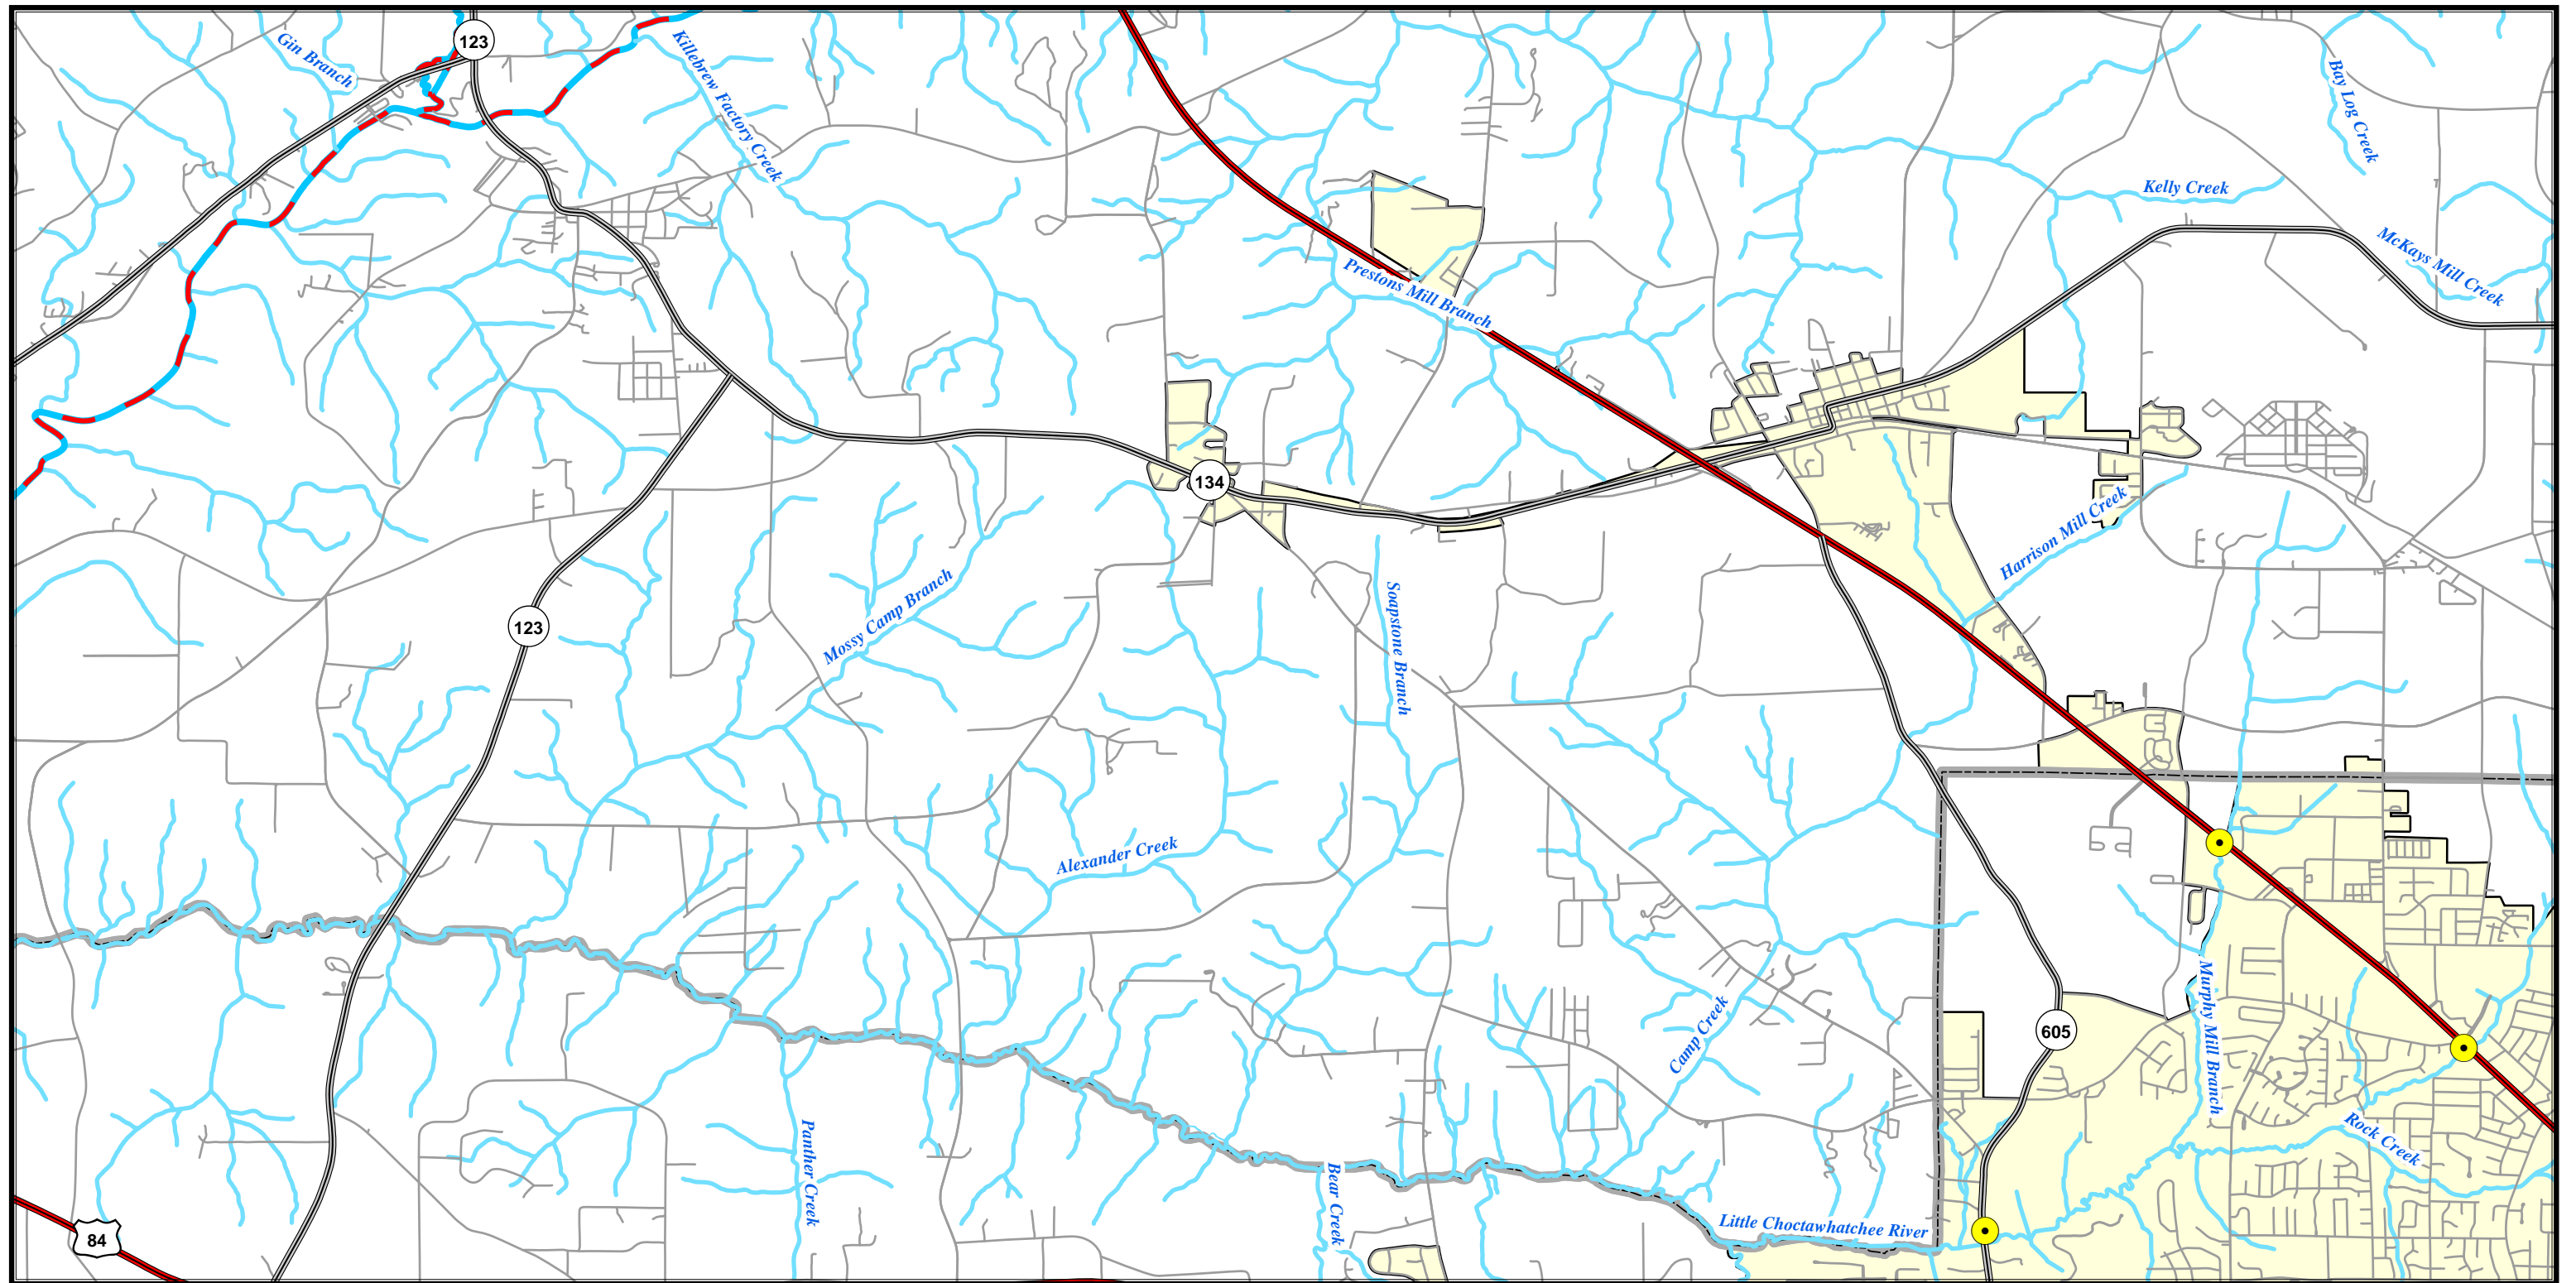 123
Gin Branch
Killebrew Factory Creek
Bay Log Creek
Kelly Creek
McKays Mill Creek
Prestons Mill Branch
134
Harrison Mill Creek
Mossy Camp Branch
Soapstone Branch
123
Alexander Creek
Camp Creek
605
Murphy Mill Branch
Rock Creek
Panther Creek
Bear Creek
Little Choctawhatchee River
84